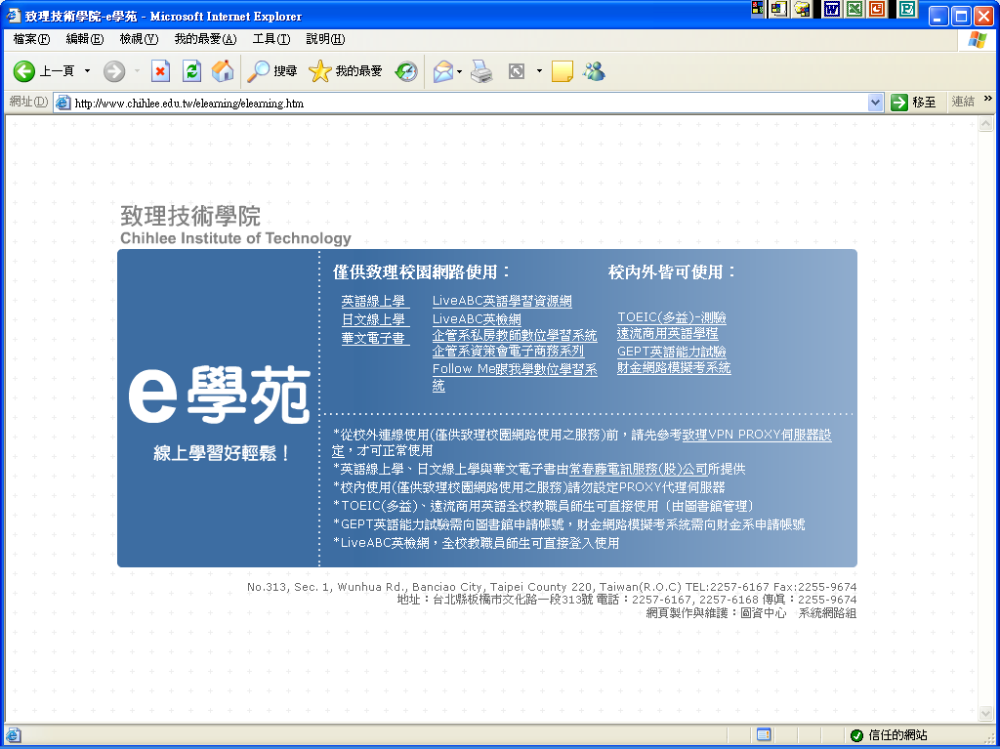 致理技術學院-e學苑 - Microsoft Internet Explorer
檔案(F) 編輯(E) 檢視(V) 我的最愛(A) 工具(T) 說明(H)
上一頁 搜尋 我的最愛
網址(D) http://www.chihlee.edu.tw/elearning/elearning.htm 移至 連結 »
致理技術學院
Chihlee Institute of Technology
e學苑
線上學習好輕鬆！
僅供致理校園網路使用：
英語線上學
日文線上學
華文電子書
LiveABC英語學習資源網
LiveABC英檢網
企管系私房教師數位學習系統
企管系資策會電子商務系列
Follow Me跟我學數位學習系
統
校內外皆可使用：
TOEIC(多益)-測驗
遠流商用英語學程
GEPT英語能力試驗
財金網路模擬考系統
*從校外連線使用(僅供致理校園網路使用之服務)前，請先參考致理VPN PROXY伺服器設
定，才可正常使用
*英語線上學、日文線上學與華文電子書由常春藤電訊服務(股)公司所提供
*校內使用(僅供致理校園網路使用之服務)請勿設定PROXY代理伺服器
*TOEIC(多益)、遠流商用英語全校教職員師生可直接使用〔由圖書館管理〕
*GEPT英語能力試驗需向圖書館申請帳號，財金網路模擬考系統需向財金系申請帳號
*LiveABC英檢網，全校教職員師生可直接登入使用
No.313, Sec. 1, Wunhua Rd., Banciao City, Taipei County 220, Taiwan(R.O.C) TEL:2257-6167 Fax:2255-9674
地址：台北縣板橋市文化路一段313號 電話：2257-6167, 2257-6168 傳真：2255-9674
網頁製作與維護：圖資中心　系統網路組
信任的網站